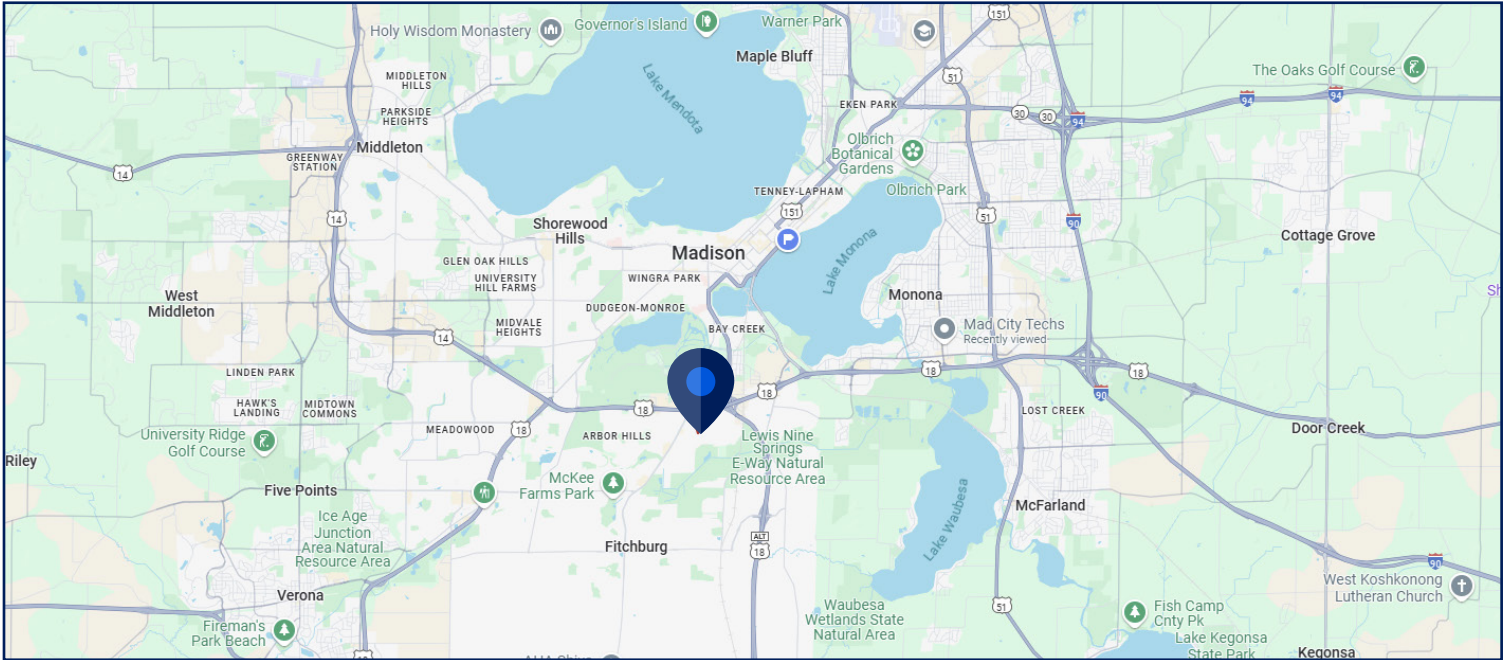 151
Holy Wisdom Monastery
Governor's Island
Warner Park
Maple Bluff
Lake Mendota
MIDDLETON
HILLS
51
The Oaks Golf Course
94
94
PARKSIDE
HEIGHTS
EKEN PARK
30
30
94
Middleton
GREENWAY
STATION
14
Olbrich
Botanical
Gardens
Olbrich Park
TENNEY-LAPHAM
151
14
51
90
Shorewood
Hills
Madison
Lake Monona
Cottage Grove
GLEN OAK HILLS
UNIVERSITY
HILL FARMS
WINGRA PARK
West
Middleton
Monona
DUDGEON-MONROE
MIDVALE
HEIGHTS
BAY CREEK
Mad City Techs
Recently viewed
14
LINDEN PARK
18
18
18
90
HAWK'S
LANDING
MIDTOWN
COMMONS
18
LOST CREEK
MEADOWOOD
18
ARBOR HILLS
University Ridge
Golf Course
Lewis Nine
Springs
E-Way Natural
Resource Area
Door Creek
Riley
McKee
Farms Park
Five Points
Lake Waubesa
McFarland
Ice Age
Junction
Area Natural
Resource Area
Fitchburg
ALT
18
90
West Koshkonong
Lutheran Church
Verona
Fireman's
Park Beach
Waubesa
Wetlands State
Natural Area
51
Fish Camp
Cnty Pk
Lake Kegonsa
State Park
Kegonsa